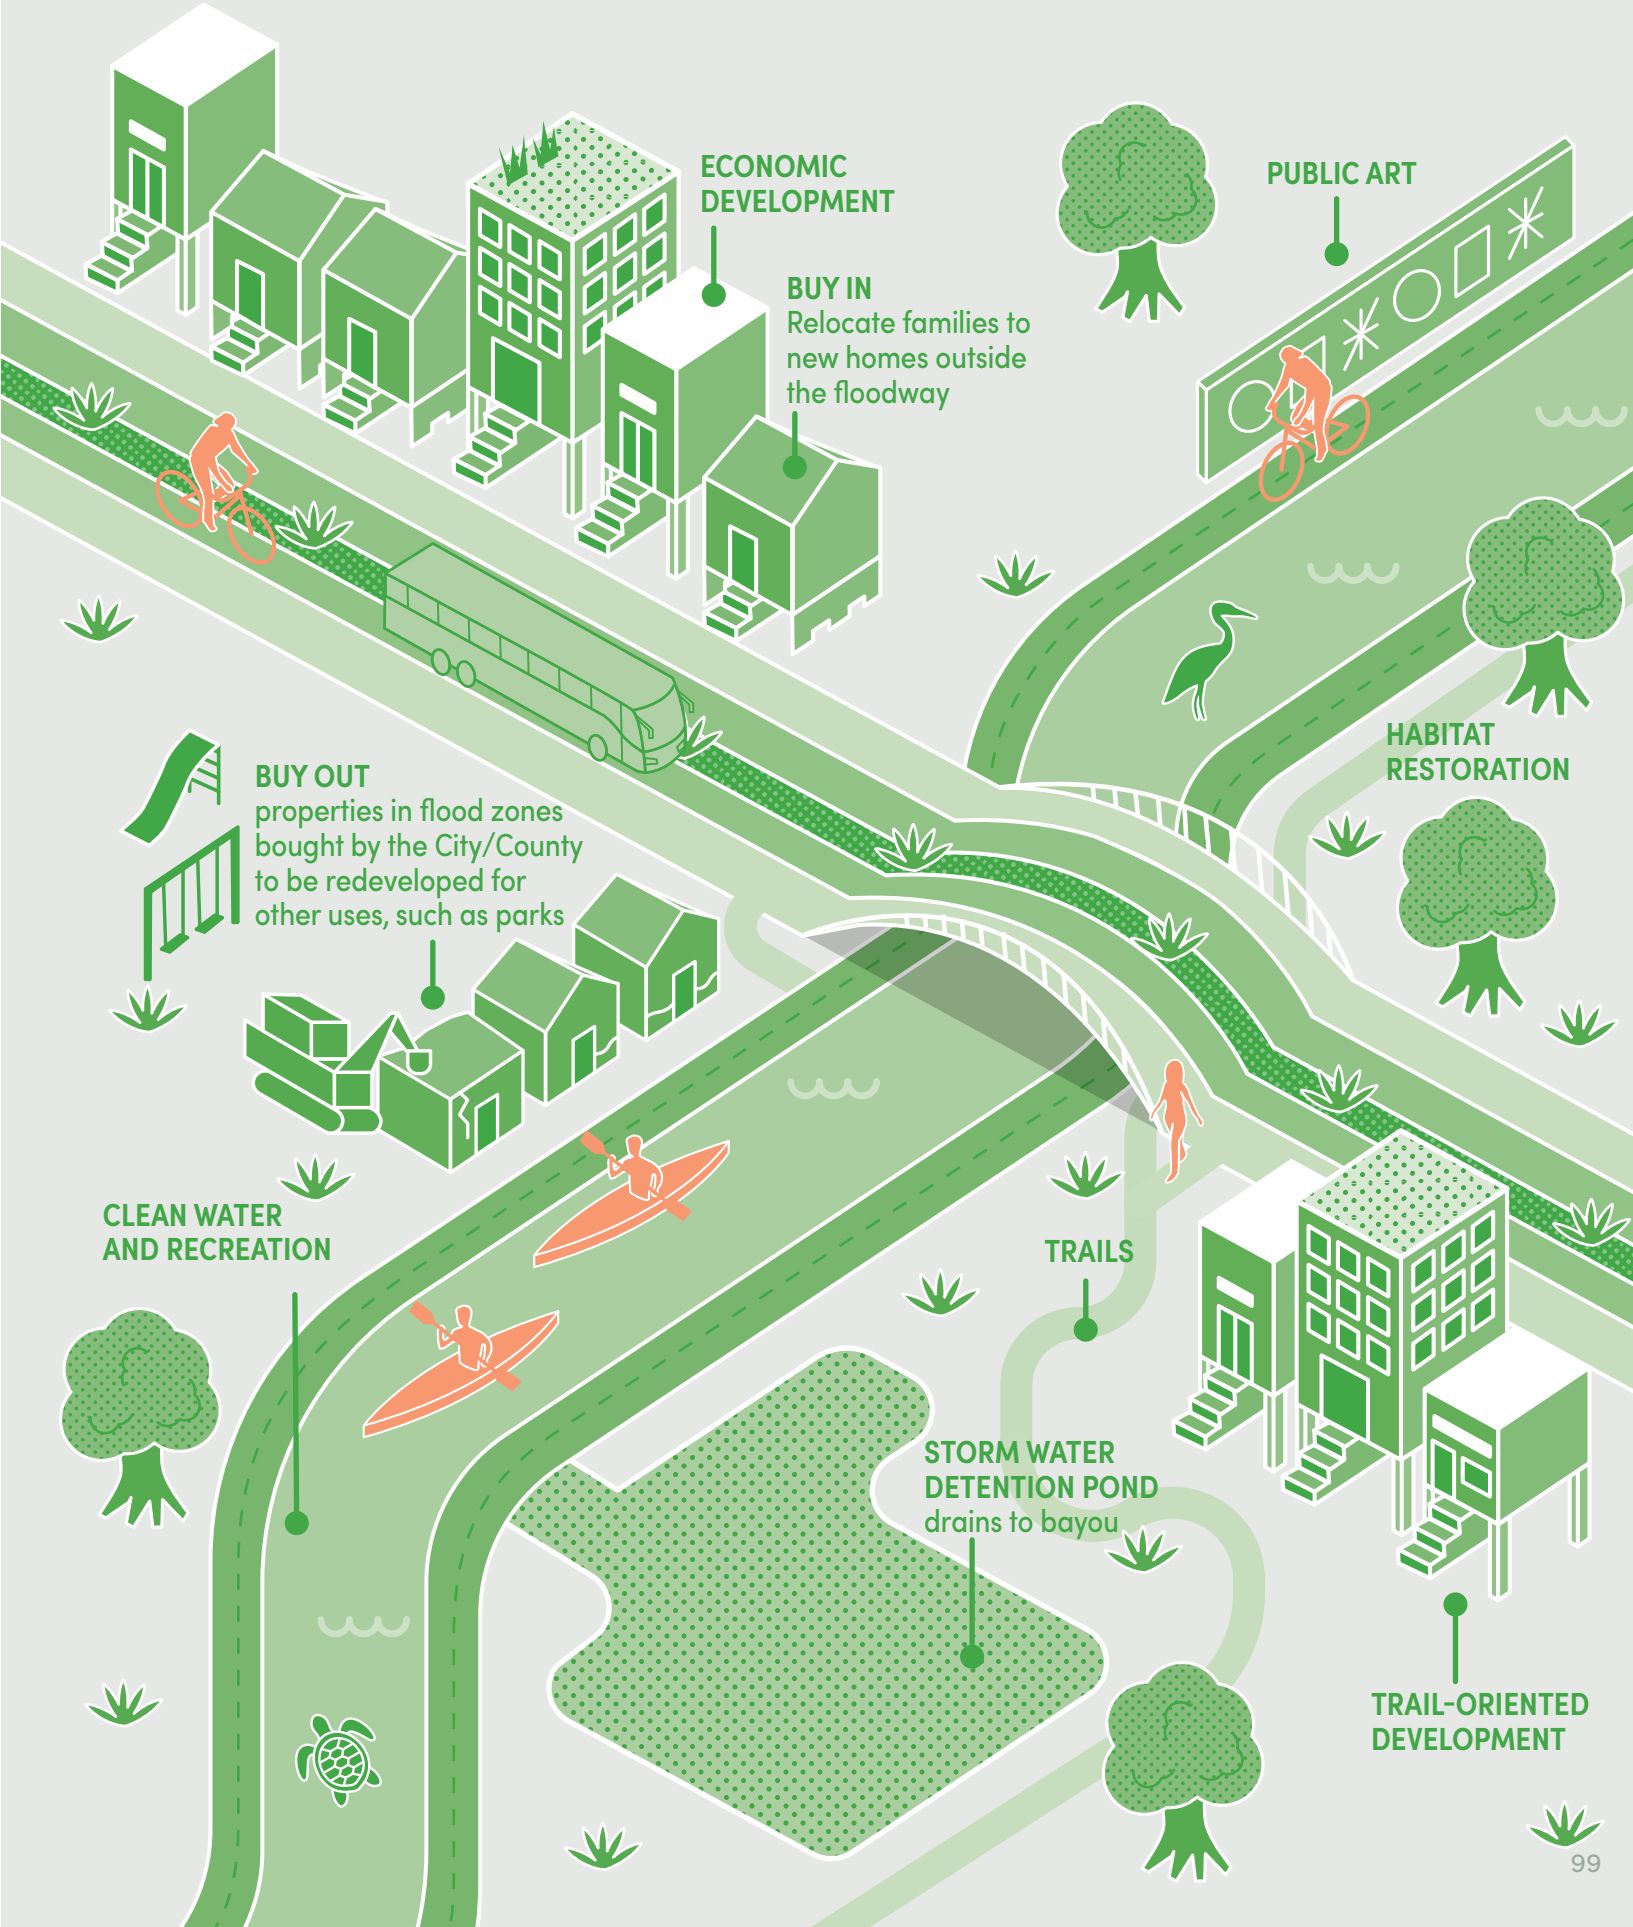 ECONOMIC
DEVELOPMENT
PUBLIC ART
BUY IN
Relocate families to
new homes outside
the floodway
HABITAT
RESTORATION
BUY OUT
properties in flood zones
bought by the City/County
to be redeveloped for
other uses, such as parks
CLEAN WATER
AND RECREATION
TRAILS
STORM WATER
DETENTION POND
drains to bayou
TRAIL-ORIENTED
DEVELOPMENT
99